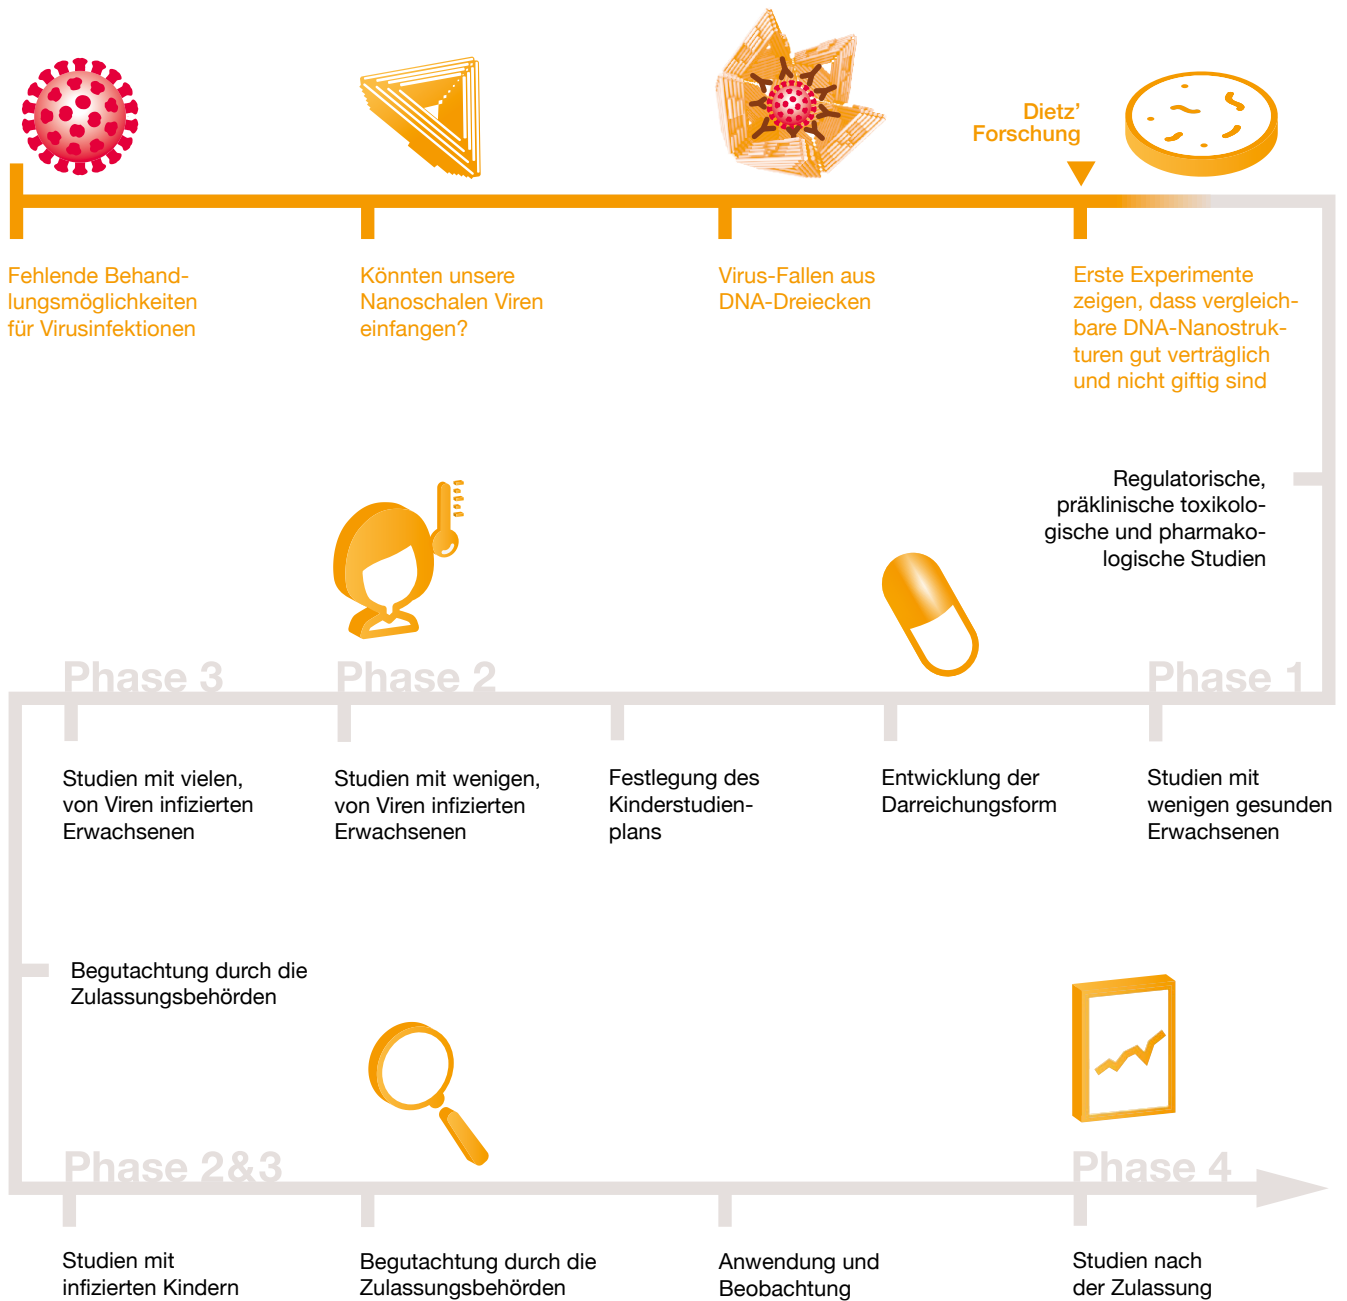 Dietz’
Forschung
Fehlende Behand-
lungsmöglichkeiten
für Virusinfektionen
Könnten unsere
Nanoschalen Viren
einfangen?
Virus-Fallen aus
DNA-Dreiecken
Erste Experimente
zeigen, dass vergleich-
bare DNA-Nanostruk-
turen gut verträglich
und nicht giftig sind
Regulatorische,
präklinische toxikolo-
gische und pharmako-
logische Studien
Phase 1
Studien mit
wenigen gesunden
Erwachsenen
Entwicklung der
Darreichungsform
Festlegung des
Kinderstudien-
plans
Phase 2
Studien mit wenigen,
von Viren infizierten
Erwachsenen
Phase 3
Studien mit vielen,
von Viren infizierten
Erwachsenen
Begutachtung durch die
Zulassungsbehörden
Phase 2&3
Studien mit
infizierten Kindern
Begutachtung durch die
Zulassungsbehörden
Anwendung und
Beobachtung
Phase 4
Studien nach
der Zulassung